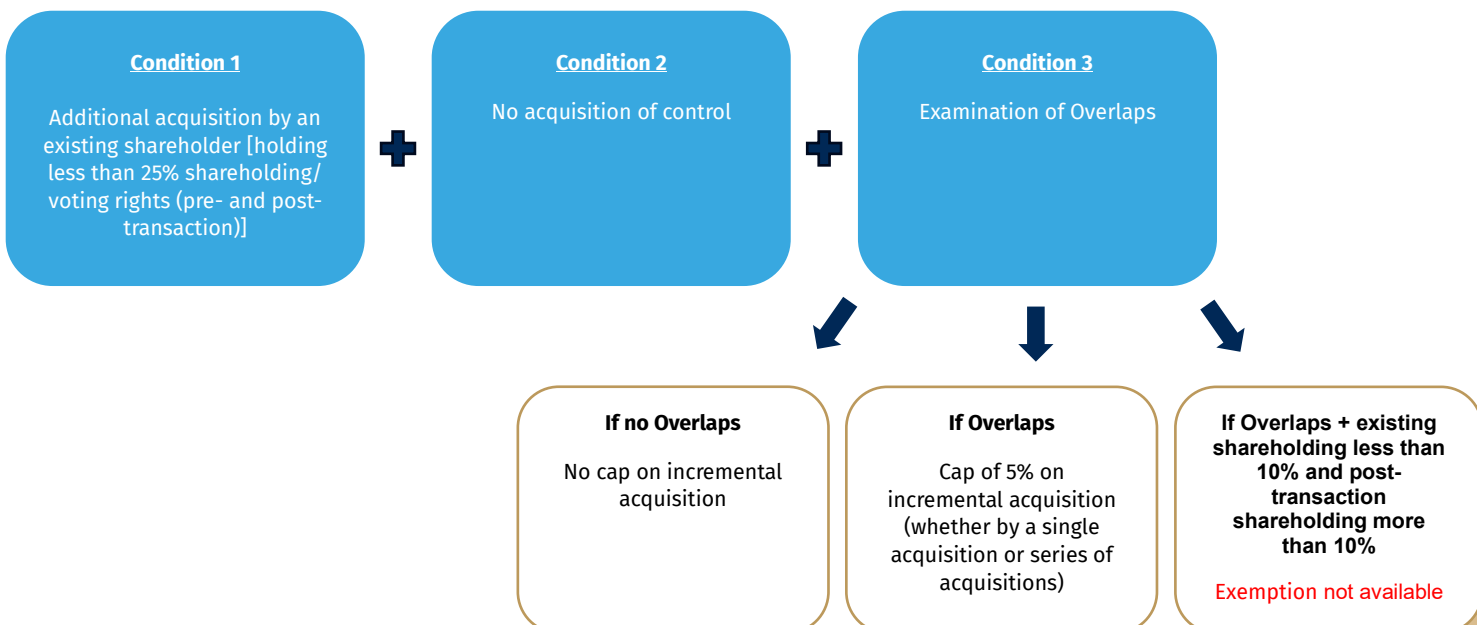 Condition 1
Additional acquisition by an
existing shareholder [holding
less than 25% shareholding/
voting rights (pre- and post-
transaction)]
Condition 2
No acquisition of control
Condition 3
Examination of Overlaps
If no Overlaps
No cap on incremental
acquisition
If Overlaps
Cap of 5% on
incremental acquisition
(whether by a single
acquisition or series of
acquisitions)
If Overlaps + existing
shareholding less than
10% and post-
transaction
shareholding more
than 10%
Exemption not available